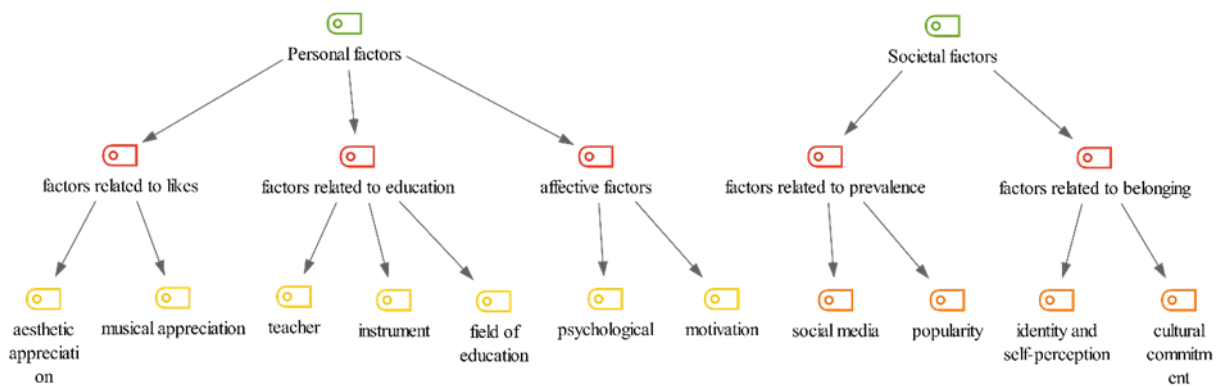 Personal factors
Societal factors
factors related to likes
factors related to education
affective factors
factors related to prevalence
factors related to belonging
aesthetic
appreciati
on
musical appreciation
teacher
instrument
field of
education
psychological
motivation
social media
popularity
identity and
self-perception
cultural
commitm
ent